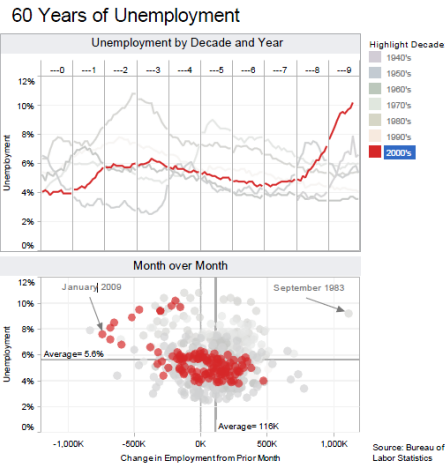 60 Years of Unemployment
Unemployment by Decade and Year
Highlight Decade
---0 ---1 ---2 ---3 ---4 ---5 ---6 ---7 ---8 ---9
1940's
1950's
1960's
1970's
1980's
1990's
2000's
12%
10%
8%
6%
4%
2%
0%
Unemployment
Month over Month
12%
10%
8%
6%
4%
2%
0%
Unemployment
January 2009
September 1983
Average= 5.6%
Average= 116K
-1,000K -500K 0K 500K 1,000K
Change in Employment from Prior Month
Source: Bureau of
Labor Statistics